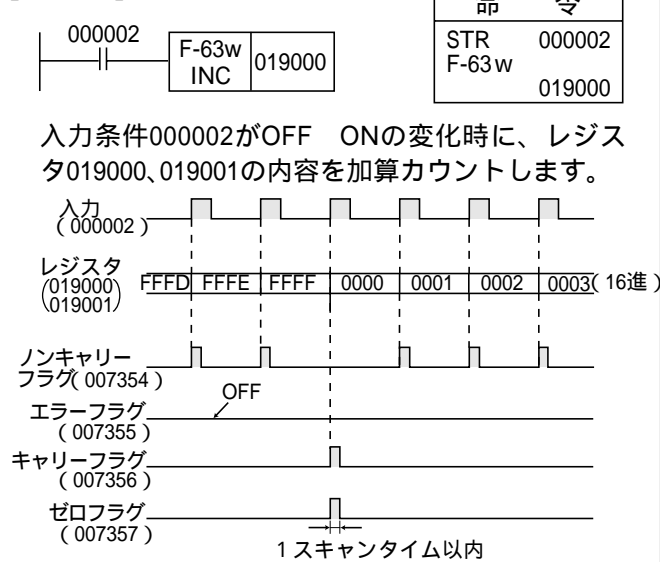 命 令
000002
F-63w
INC
019000
STR 000002
F-63w
019000
入力条件000002がOFF ONの変化時に、レジス
タ019000、019001の内容を加算カウントします。
入力
(000002)
レジスタ
(019000
019001)
FFFD FFFE FFFF 0000 0001 0002 0003(16進)
ノンキャリー
フラグ(007354)
OFF
エラーフラグ
(007355)
キャリーフラグ
(007356)
ゼロフラグ
(007357)
1スキャンタイム以内